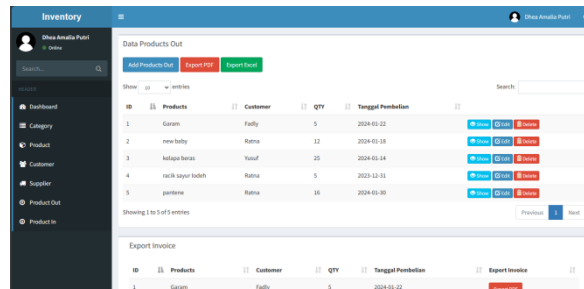 Inventory
Dhea Amalia Putri
Dhea Amalia Putri
Online
Search...
HEADER
Dashboard
Category
Product
Customer
Supplier
Product Out
Product In
Data Products Out
Add Products Out Export PDF Export Excel
Show 10 entries Search:
ID Products Customer QTY Tanggal Pembelian
1 Garam Fadly 5 2024-01-22 Show Edit Delete
2 new baby Ratna 12 2024-01-18 Show Edit Delete
3 kelapa beras Yusuf 25 2024-01-14 Show Edit Delete
4 racik sayur lodeh Ratna 5 2023-12-31 Show Edit Delete
5 pantene Ratna 16 2024-01-30 Show Edit Delete
Showing 1 to 5 of 5 entries Previous 1 Next
Export Invoice
ID Products Customer QTY Tanggal Pembelian Export Invoice
1 Garam Fadly 5 2024-01-22 Export PDF